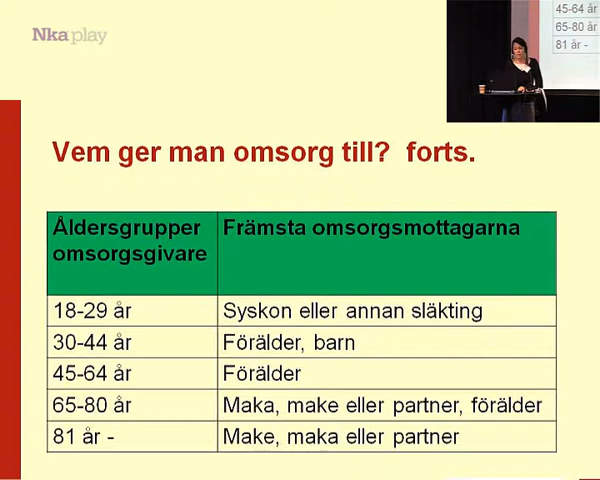 Nka play
45-64 år
65-80 år
81 år -
Vem ger man omsorg till? forts.
Åldersgrupper omsorgsgivare
Främsta omsorgsmottagarna
18-29 år
Syskon eller annan släkting
30-44 år
Förälder, barn
45-64 år
Förälder
65-80 år
Maka, make eller partner, förälder
81 år -
Make, maka eller partner